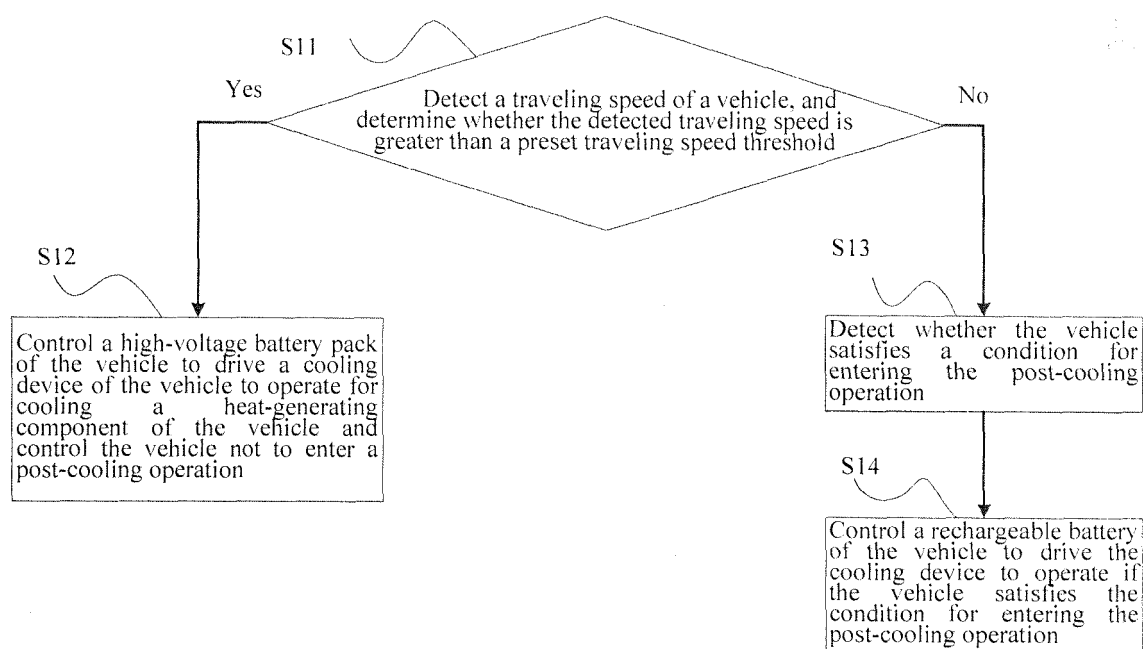 S11
Yes
No
Detect a traveling speed of a vehicle, and
determine whether the detected traveling speed is
greater than a preset traveling speed threshold
S12
Control a high-voltage battery pack
of the vehicle to drive a cooling
device of the vehicle to operate for
cooling a heat-generating
component of the vehicle and
control the vehicle not to enter a
post-cooling operation
S13
Detect whether the vehicle
satisfies a condition for
entering the post-cooling
operation
S14
Control a rechargeable battery
of the vehicle to drive the
cooling device to operate if
the vehicle satisfies the
condition for entering the
post-cooling operation